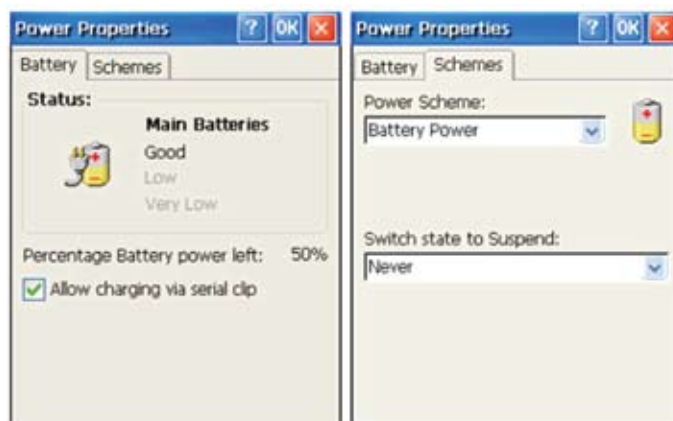 Power Properties ? OK ×
Battery Schemes
Status:
Main Batteries
Good
Low
Very Low
Percentage Battery power left: 50%
Allow charging via serial clip
Power Properties ? OK ×
Battery Schemes
Power Scheme:
Battery Power
Switch state to Suspend:
Never